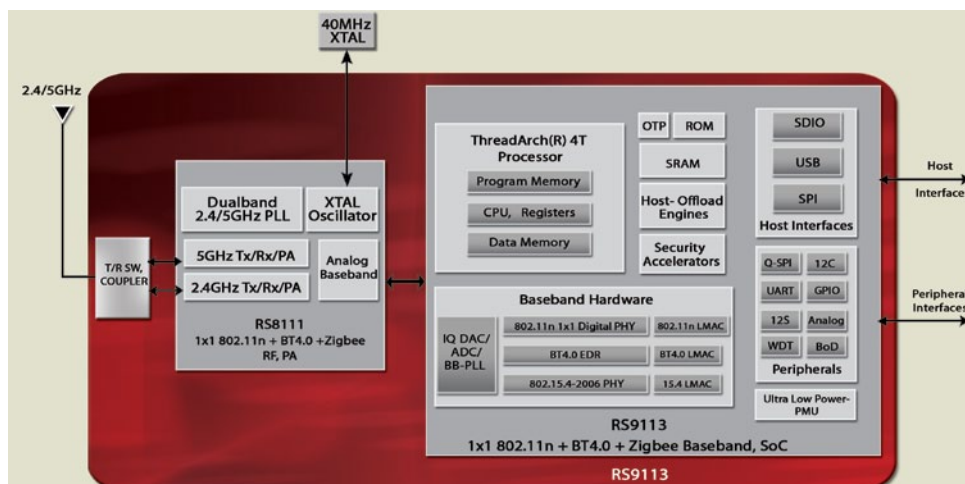 40MHz
XTAL
2.4/5GHz
T/R SW,
COUPLER
Dualband
2.4/5GHz PLL
XTAL
Oscillator
5GHz Tx/Rx/PA
2.4GHz Tx/Rx/PA
Analog
Baseband
RS8111
1x1 802.11n + BT4.0 +Zigbee
RF, PA
ThreadArch(R) 4T
Processor
Program Memory
CPU, Registers
Data Memory
OTP
ROM
SRAM
Host- Offload
Engines
Security
Accelerators
SDIO
USB
SPI
Host Interfaces
Baseband Hardware
IQ DAC/
ADC/
BB-PLL
802.11n 1x1 Digital PHY
802.11n LMAC
BT4.0 EDR
BT4.0 LMAC
802.15.4-2006 PHY
15.4 LMAC
Q-SPI
12C
UART
GPIO
12S
Analog
WDT
BoD
Peripherals
Ultra Low Power-
PMU
RS9113
1x1 802.11n + BT4.0 + Zigbee Baseband, SoC
RS9113
Host
Interface
Periphera
Interfaces